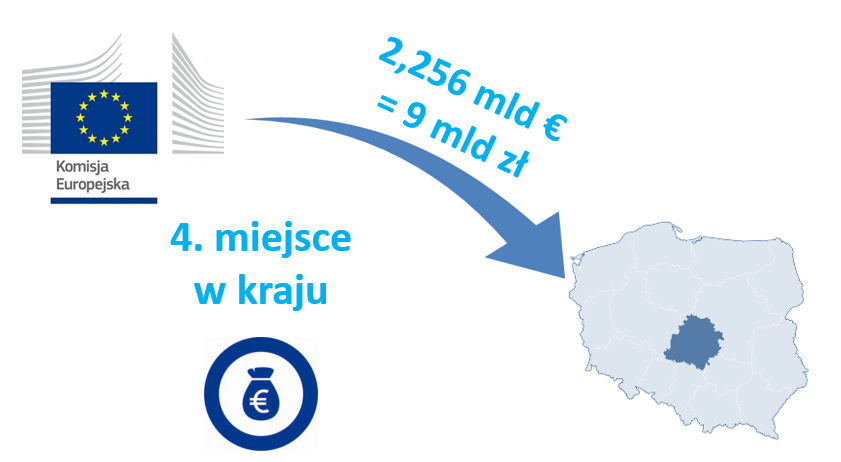 Komisja
Europejska
2,256 mld €
= 9 mld zł
4. miejsce
w kraju
€